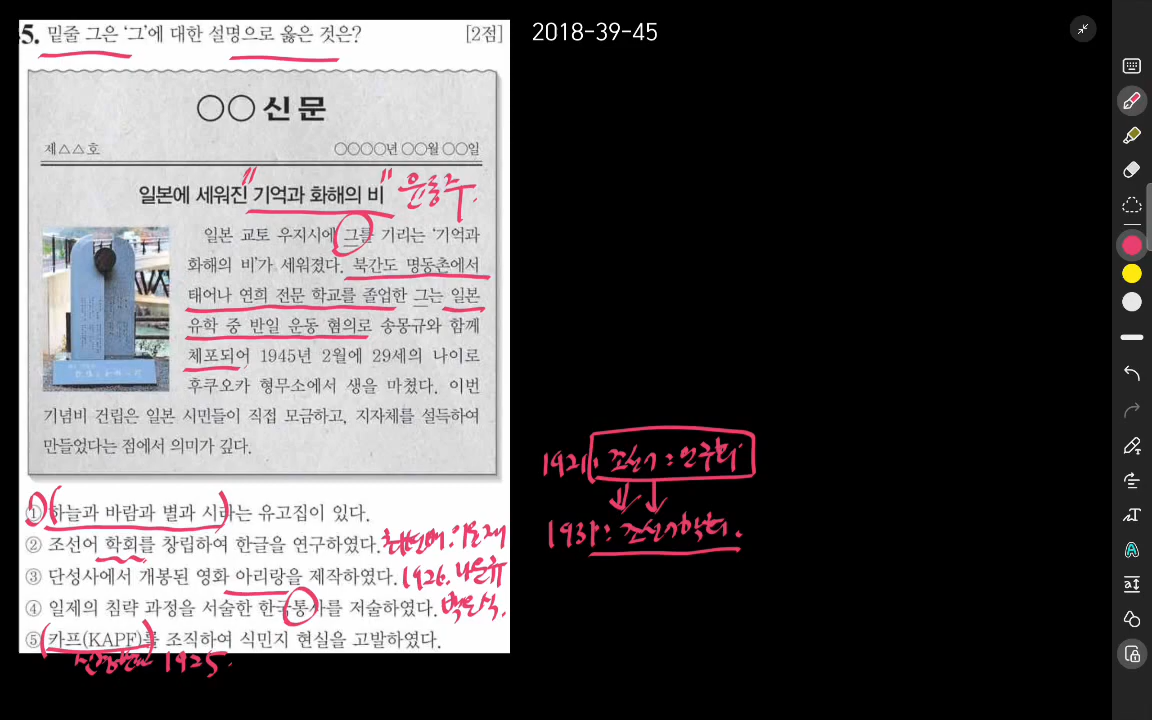 5. 밑줄 그은 '그'에 대한 설명으로 옳은 것은? [2점]
2018-39-45
○○신문
제△△호 ○○○○년 ○○월 ○○일
일본에 세워진 "기억과 화해의 비" 윤동주.
일본 교토 우지시에 그를 기리는 '기억과
화해의 비'가 세워졌다. 북간도 명동촌에서
태어나 연희 전문 학교를 졸업한 그는 일본
유학 중 반일 운동 혐의로 송몽규와 함께
체포되어 1945년 2월에 29세의 나이로
후쿠오카 형무소에서 생을 마쳤다. 이번
기념비 건립은 일본 시민들이 직접 모금하고, 지자체를 설득하여
만들었다는 점에서 의미가 깊다.
① 하늘과 바람과 별과 시라는 유고집이 있다.
② 조선어 학회를 창립하여 한글을 연구하였다.
③ 단성사에서 개봉된 영화 아리랑을 제작하였다. 1926. 나운규
④ 일제의 침략 과정을 서술한 한국통사를 저술하였다. 박은식.
⑤ 카프(KAPF)를 조직하여 식민지 현실을 고발하였다.
1925.
1921. 조선어연구회
1931: 조선어학회.